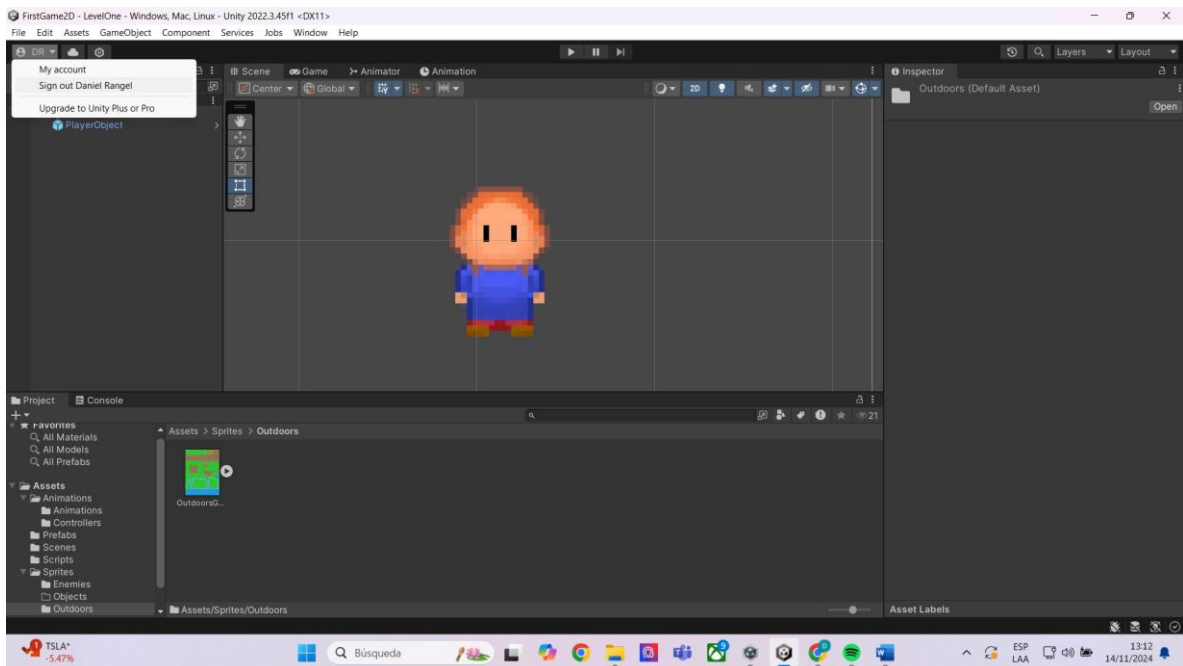 FirstGame2D - LevelOne - Windows, Mac, Linux - Unity 2022.3.45f1 <DX11>
File Edit Assets GameObject Component Services Jobs Window Help
DR
Layers Layout
My account
Sign out Daniel Rangel
Upgrade to Unity Plus or Pro
PlayerObject
Scene Game Animator Animation
Center Global 2D
Inspector
Outdoors (Default Asset)
Open
Project Console
21
Favorites
All Materials
All Models
All Prefabs
Assets
Animations
Animations
Controllers
Prefabs
Scenes
Scripts
Sprites
Enemies
Objects
Outdoors
Assets > Sprites > Outdoors
OutdoorsG...
Assets/Sprites/Outdoors
Asset Labels
TSLA
-5.47%
Búsqueda
ESP
LAA
13:12
14/11/2024